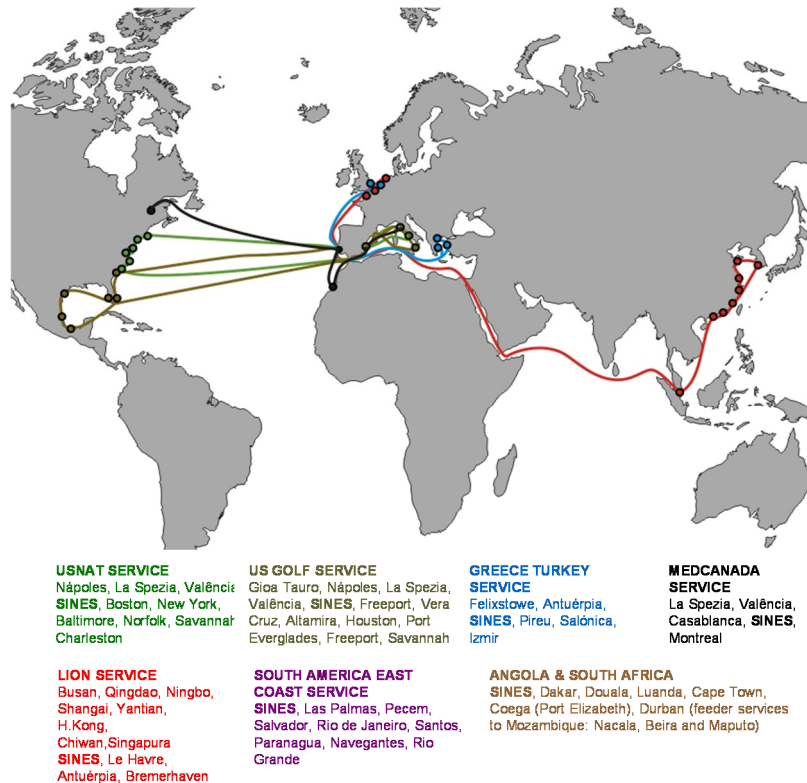 USNAT SERVICE
Nápoles, La Spezia, Valência
SINES, Boston, New York,
Baltimore, Norfolk, Savannah
Charleston
US GOLF SERVICE
Gioa Tauro, Nápoles, La Spezia,
Valência, SINES, Freeport, Vera
Cruz, Altamira, Houston, Port
Everglades, Freeport, Savannah
GREECE TURKEY
SERVICE
Felixstowe, Antuérpia,
SINES, Pireu, Salónica,
Izmir
MEDCANADA
SERVICE
La Spezia, Valência,
Casablanca, SINES,
Montreal
LION SERVICE
Busan, Qingdao, Ningbo,
Shangai, Yantian,
H.Kong,
Chiwan,Singapura
SINES, Le Havre,
Antuérpia, Bremerhaven
SOUTH AMERICA EAST
COAST SERVICE
SINES, Las Palmas, Pecem,
Salvador, Rio de Janeiro, Santos,
Paranagua, Navegantes, Rio
Grande
ANGOLA & SOUTH AFRICA
SINES, Dakar, Douala, Luanda, Cape Town,
Coega (Port Elizabeth), Durban (feeder services
to Mozambique: Nacala, Beira and Maputo)